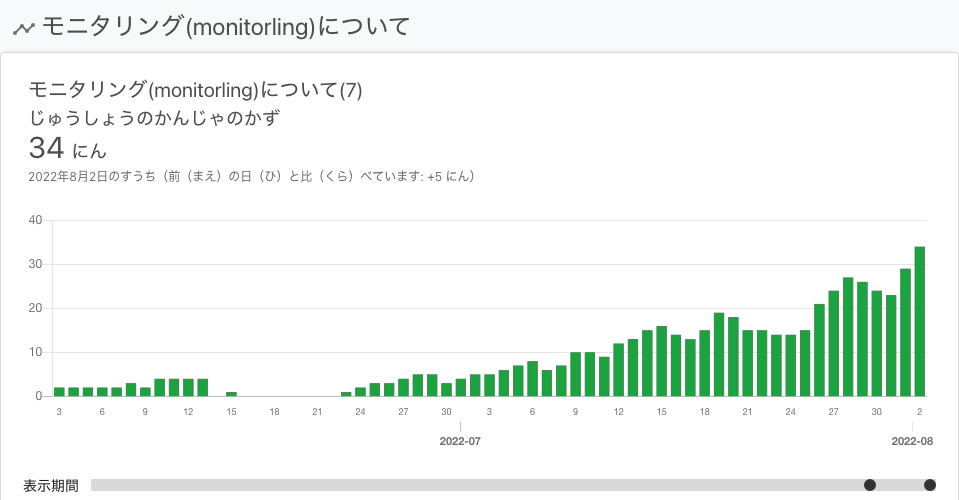 モニタリング(monitorling)について
モニタリング(monitorling)について(7)
じゅうしょうのかんじゃのかず
34 にん
2022年8月2日のすうち（前（まえ）の日（ひ）と比（くら）べています: +5 にん）
40
30
20
10
0
3 6 9 12 15 18 21 24 27 30 3 6 9 12 15 18 21 24 27 30 2
2022-07 2022-08
表示期間